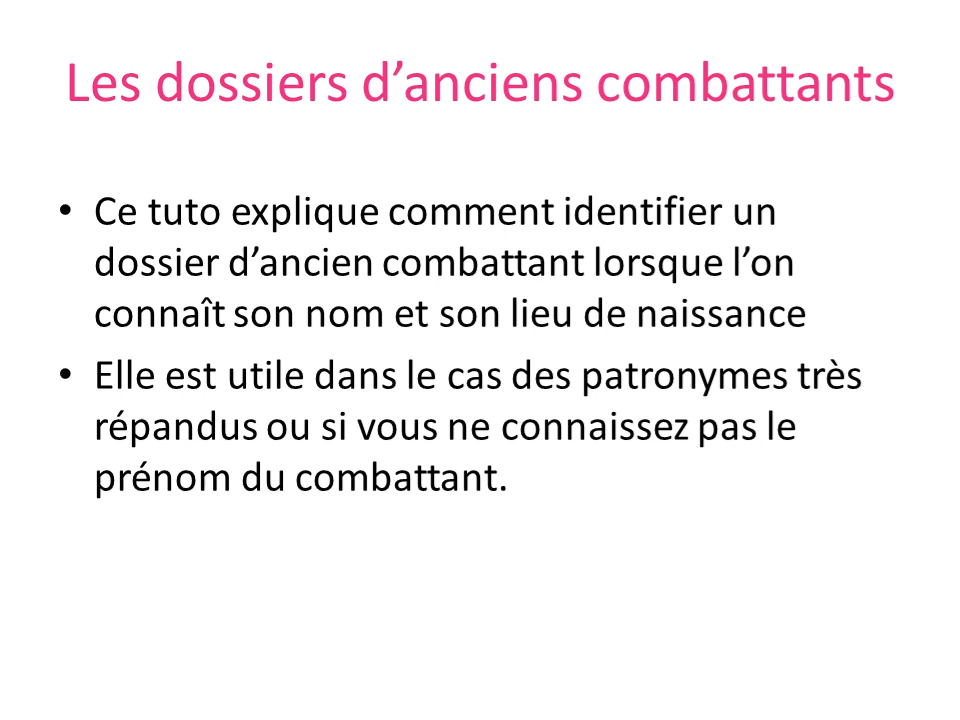 Les dossiers d’anciens combattants
• Ce tuto explique comment identifier un
dossier d’ancien combattant lorsque l’on
connaît son nom et son lieu de naissance
• Elle est utile dans le cas des patronymes très
répandus ou si vous ne connaissez pas le
prénom du combattant.